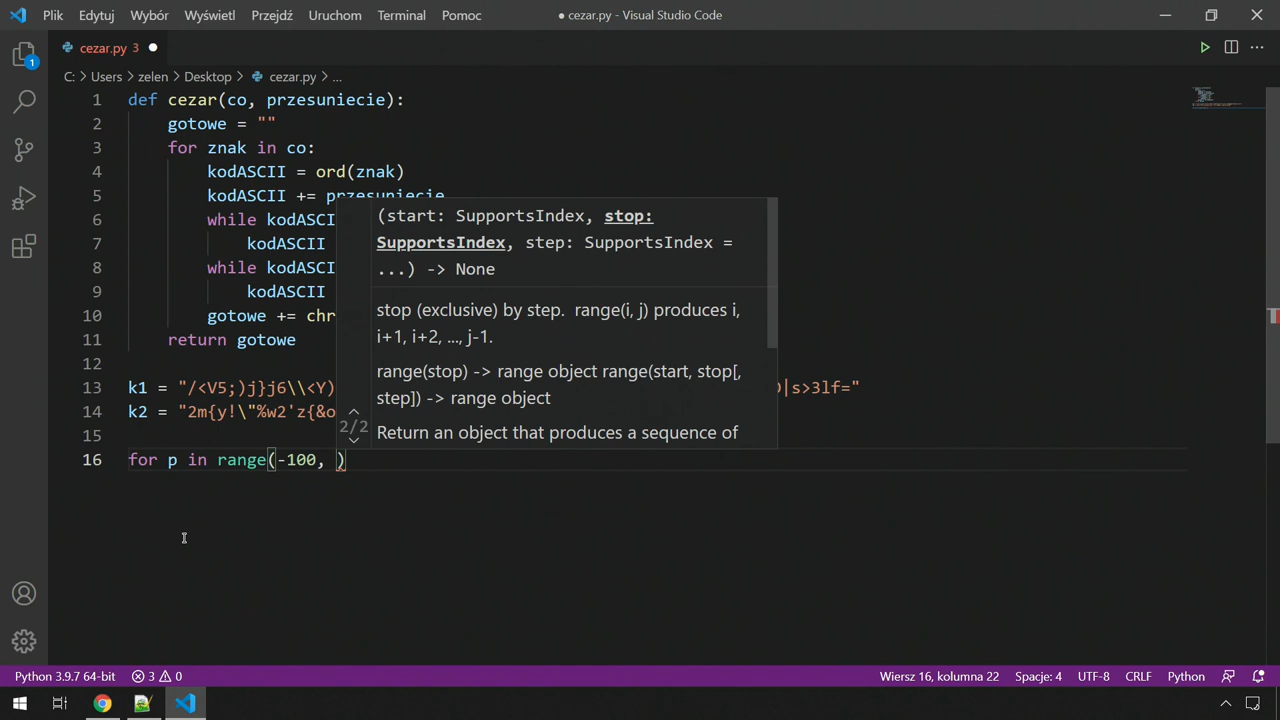 Plik Edytuj Wybór Wyświetl Przejdź Uruchom Terminal Pomoc ● cezar.py - Visual Studio Code
cezar.py 3 ●
C: > Users > zelen > Desktop > cezar.py > ...
1 def cezar(co, przesuniecie):
2 gotowe = ""
3 for znak in co:
4 kodASCII = ord(znak)
5 kodASCII += przesuniecie
6 while kodASCI
7 kodASCII
8 while kodASCI
9 kodASCII
10 gotowe += chr
11 return gotowe
12
13 k1 = "/<V5;)j}j6\\<Y) |s>3lf="
14 k2 = "2m{y!\"%w2'z{&o
15
16 for p in range(-100, )
(start: SupportsIndex, stop:
SupportsIndex, step: SupportsIndex =
...) -> None
stop (exclusive) by step. range(i, j) produces i,
i+1, i+2, ..., j-1.
range(stop) -> range object range(start, stop[,
step]) -> range object
2/2
Return an object that produces a sequence of
1
Python 3.9.7 64-bit 3 0 Wiersz 16, kolumna 22 Spacje: 4 UTF-8 CRLF Python